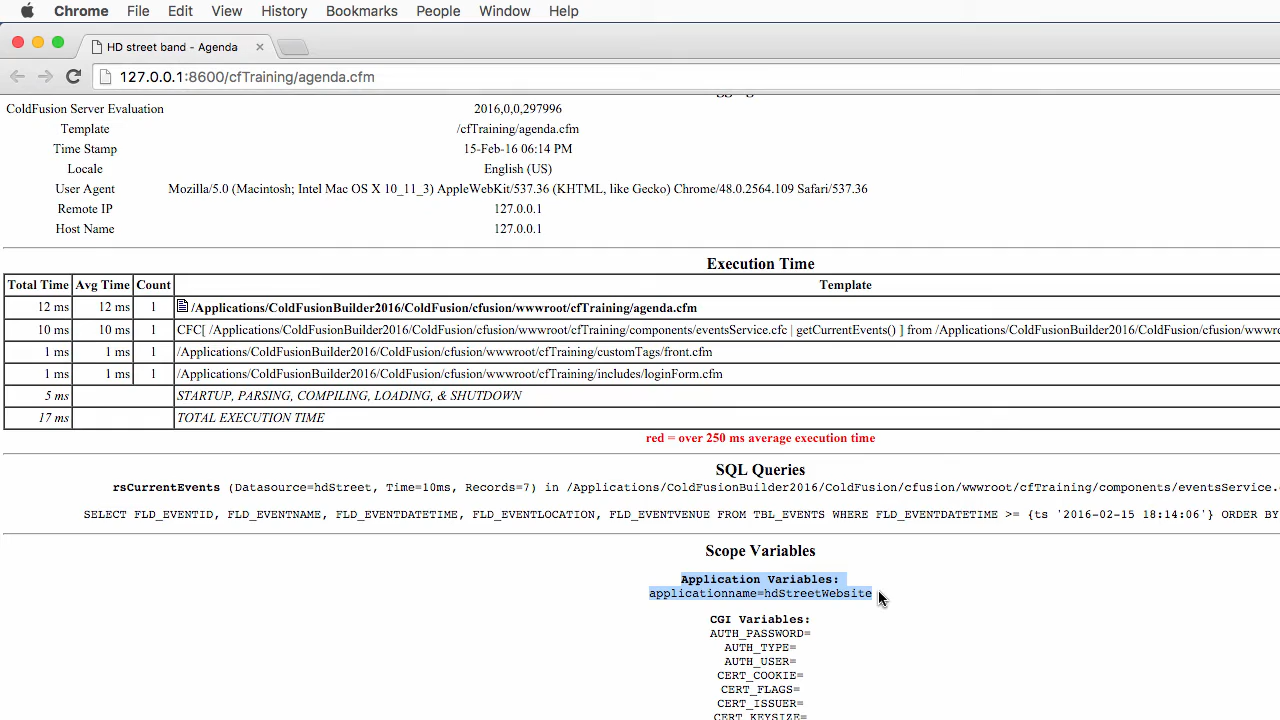 Chrome File Edit View History Bookmarks People Window Help
HD street band - Agenda
127.0.0.1:8600/cfTraining/agenda.cfm
ColdFusion Server Evaluation 2016,0,0,297996
Template /cfTraining/agenda.cfm
Time Stamp 15-Feb-16 06:14 PM
Locale English (US)
User Agent Mozilla/5.0 (Macintosh; Intel Mac OS X 10_11_3) AppleWebKit/537.36 (KHTML, like Gecko) Chrome/48.0.2564.109 Safari/537.36
Remote IP 127.0.0.1
Host Name 127.0.0.1
Execution Time
Total Time Avg Time Count Template
12 ms 12 ms 1 /Applications/ColdFusionBuilder2016/ColdFusion/cfusion/wwwroot/cfTraining/agenda.cfm
10 ms 10 ms 1 CFC[ /Applications/ColdFusionBuilder2016/ColdFusion/cfusion/wwwroot/cfTraining/components/eventsService.cfc | getCurrentEvents() ] from /Applications/ColdFusionBuilder2016/ColdFusion/cfusion/wwwro
1 ms 1 ms 1 /Applications/ColdFusionBuilder2016/ColdFusion/cfusion/wwwroot/cfTraining/customTags/front.cfm
1 ms 1 ms 1 /Applications/ColdFusionBuilder2016/ColdFusion/cfusion/wwwroot/cfTraining/includes/loginForm.cfm
5 ms STARTUP, PARSING, COMPILING, LOADING, & SHUTDOWN
17 ms TOTAL EXECUTION TIME
red = over 250 ms average execution time
SQL Queries
rsCurrentEvents (Datasource=hdStreet, Time=10ms, Records=7) in /Applications/ColdFusionBuilder2016/ColdFusion/cfusion/wwwroot/cfTraining/components/eventsService.
SELECT FLD_EVENTID, FLD_EVENTNAME, FLD_EVENTDATETIME, FLD_EVENTLOCATION, FLD_EVENTVENUE FROM TBL_EVENTS WHERE FLD_EVENTDATETIME >= {ts '2016-02-15 18:14:06'} ORDER BY
Scope Variables
Application Variables:
applicationname=hdStreetWebsite
CGI Variables:
AUTH_PASSWORD=
AUTH_TYPE=
AUTH_USER=
CERT_COOKIE=
CERT_FLAGS=
CERT_ISSUER=
CERT_KEYSIZE=